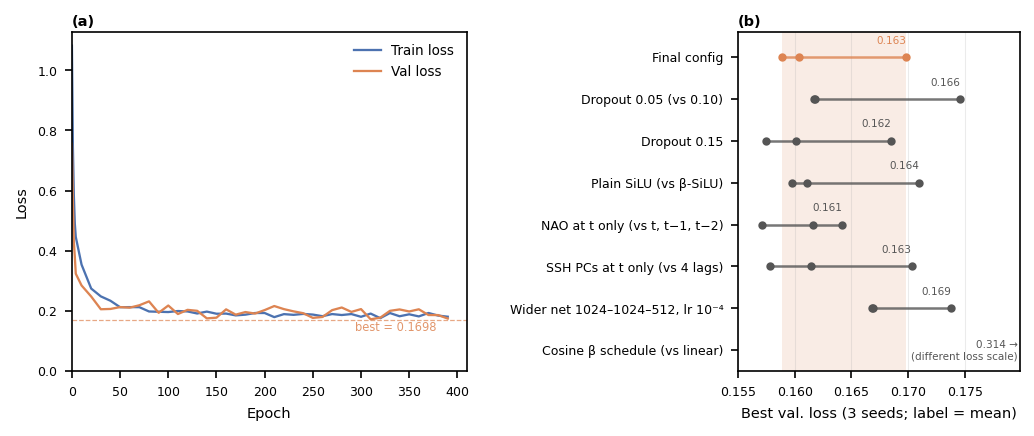 (a)
Train loss
Val loss
best = 0.1698
Loss
1.0
0.8
0.6
0.4
0.2
0.0
0 50 100 150 200 250 300 350 400
Epoch
(b)
Final config
0.163
Dropout 0.05 (vs 0.10)
0.166
Dropout 0.15
0.162
Plain SiLU (vs β-SiLU)
0.164
NAO at t only (vs t, t−1, t−2)
0.161
SSH PCs at t only (vs 4 lags)
0.163
Wider net 1024–1024–512, lr 10⁻⁴
0.169
Cosine β schedule (vs linear)
0.314 →
(different loss scale)
0.155 0.160 0.165 0.170 0.175
Best val. loss (3 seeds; label = mean)